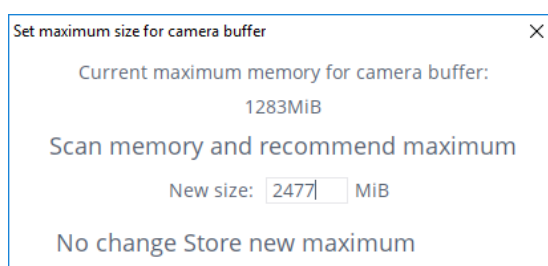 Set maximum size for camera buffer
Current maximum memory for camera buffer:
1283MiB
Scan memory and recommend maximum
New size: 2477 MiB
No change Store new maximum